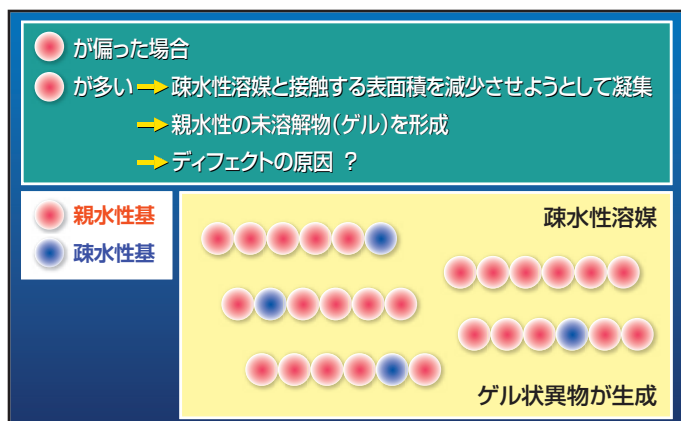 が偏った場合
が多い 疎水性溶媒と接触する表面積を減少させようとして凝集
親水性の未溶解物(ゲル)を形成
ディフェクトの原因 ?
親水性基
疎水性基
疎水性溶媒
ゲル状異物が生成